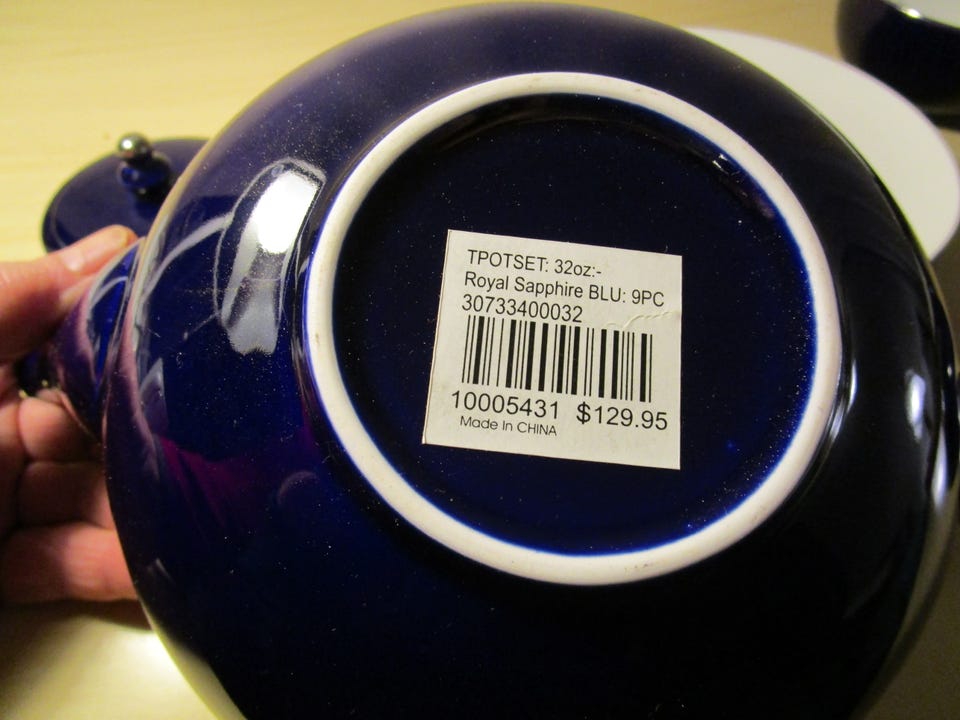 TPOTSET: 32oz:-
Royal Sapphire BLU: 9PC
30733400032
10005431 $129.95
Made In CHINA